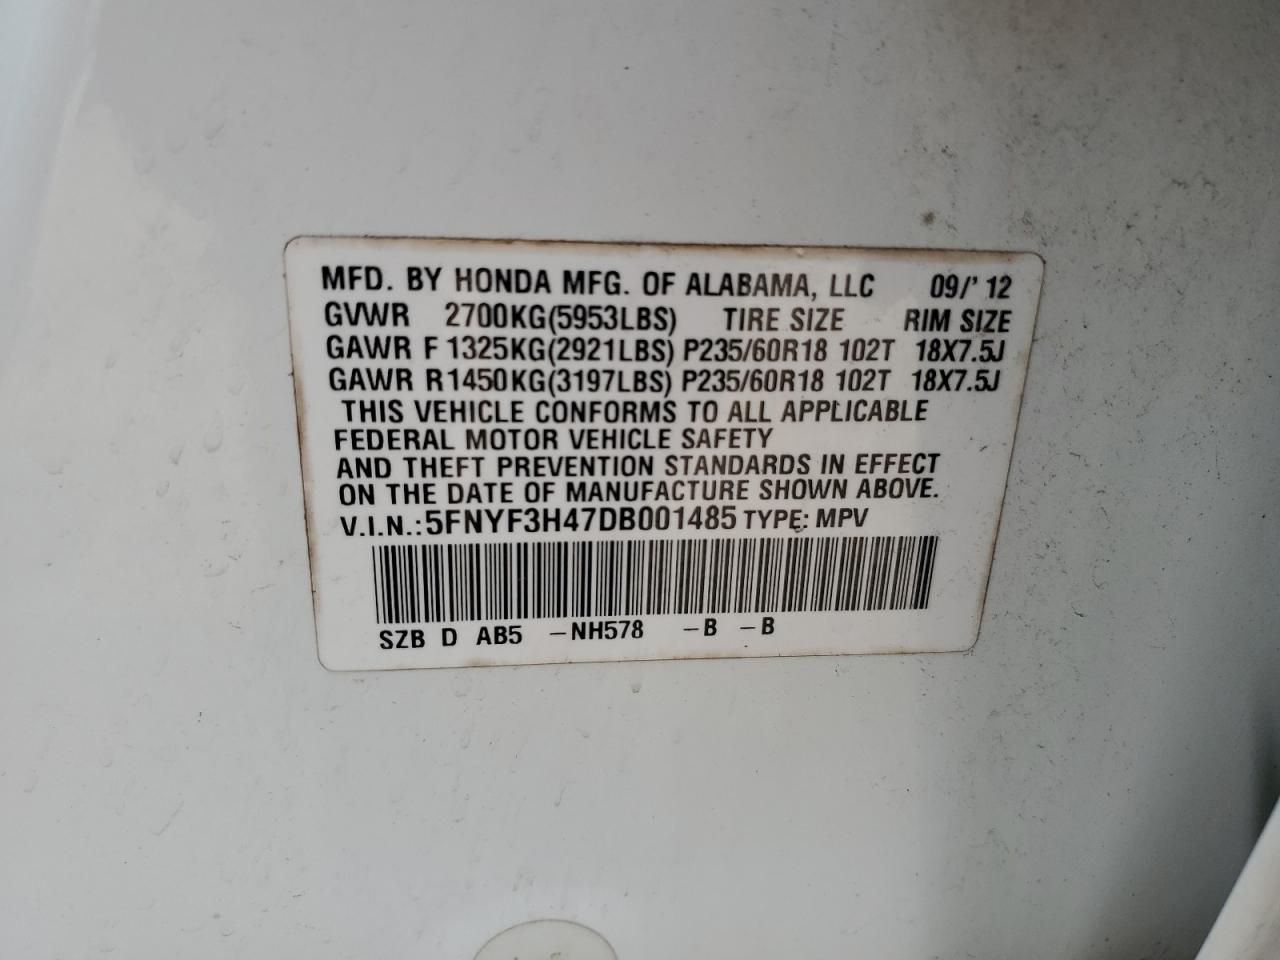 MFD. BY HONDA MFG. OF ALABAMA, LLC 09/' 12
GVWR 2700KG(5953LBS) TIRE SIZE RIM SIZE
GAWR F 1325KG(2921LBS) P235/60R18 102T 18X7.5J
GAWR R1450KG(3197LBS) P235/60R18 102T 18X7.5J
THIS VEHICLE CONFORMS TO ALL APPLICABLE
FEDERAL MOTOR VEHICLE SAFETY
AND THEFT PREVENTION STANDARDS IN EFFECT
ON THE DATE OF MANUFACTURE SHOWN ABOVE.
V.I.N.:5FNYF3H47DB001485 TYPE: MPV
SZB D AB5 -NH578 -B -B